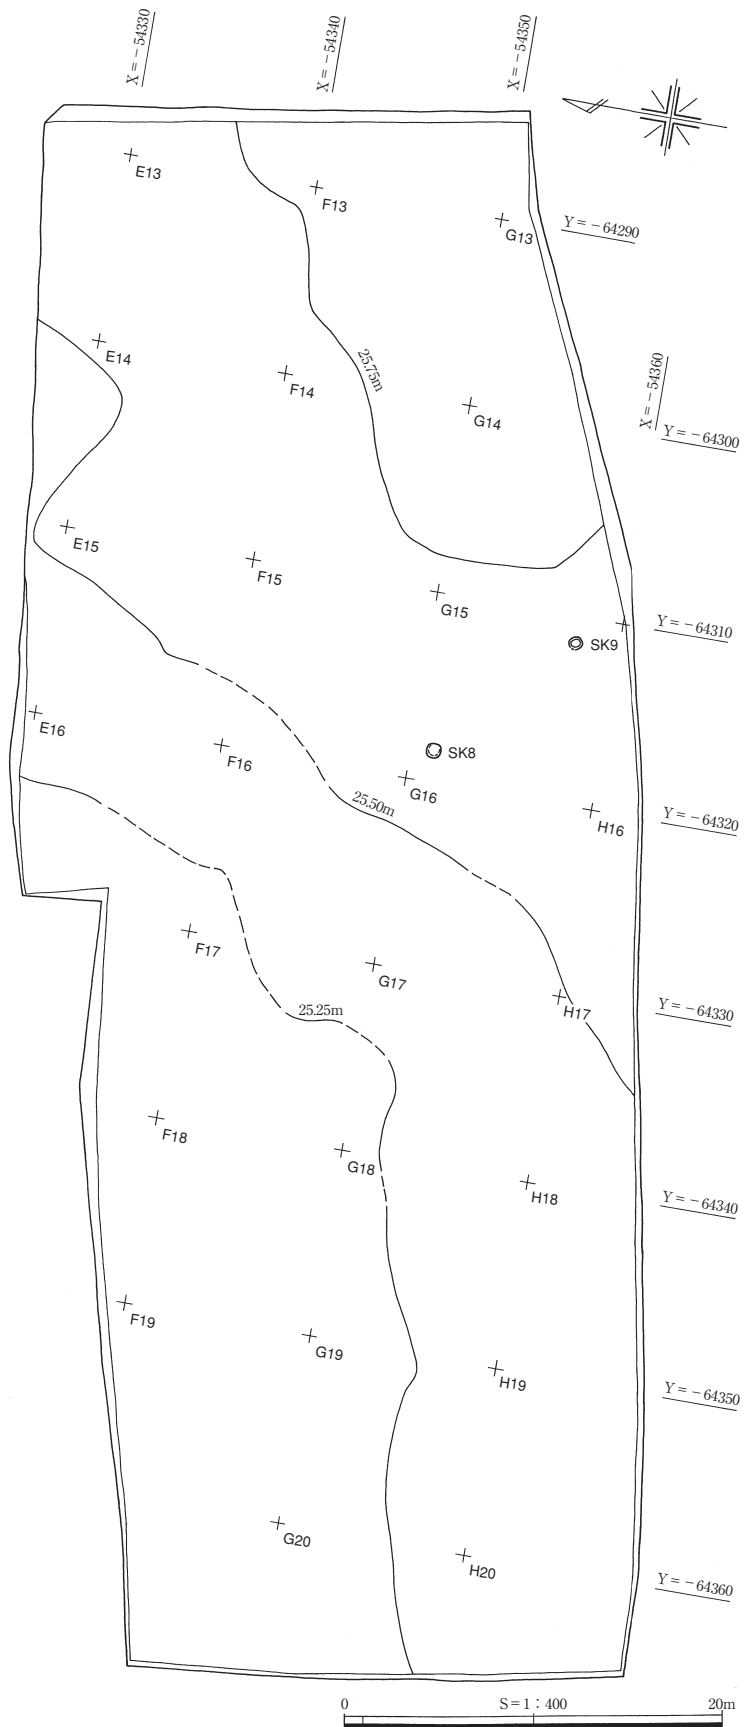 X=－54330
X=－54340
X=－54350
E13
F13
G13
Y=－64290
E14
F14
25.75m
G14
X=－54360
Y=－64300
E15
F15
G15
Y=－64310
SK9
E16
F16
SK8
G16
25.50m
H16
Y=－64320
F17
G17
H17
25.25m
Y=－64330
F18
G18
H18
Y=－64340
F19
G19
H19
Y=－64350
G20
H20
Y=－64360
0 S=1：400 20m